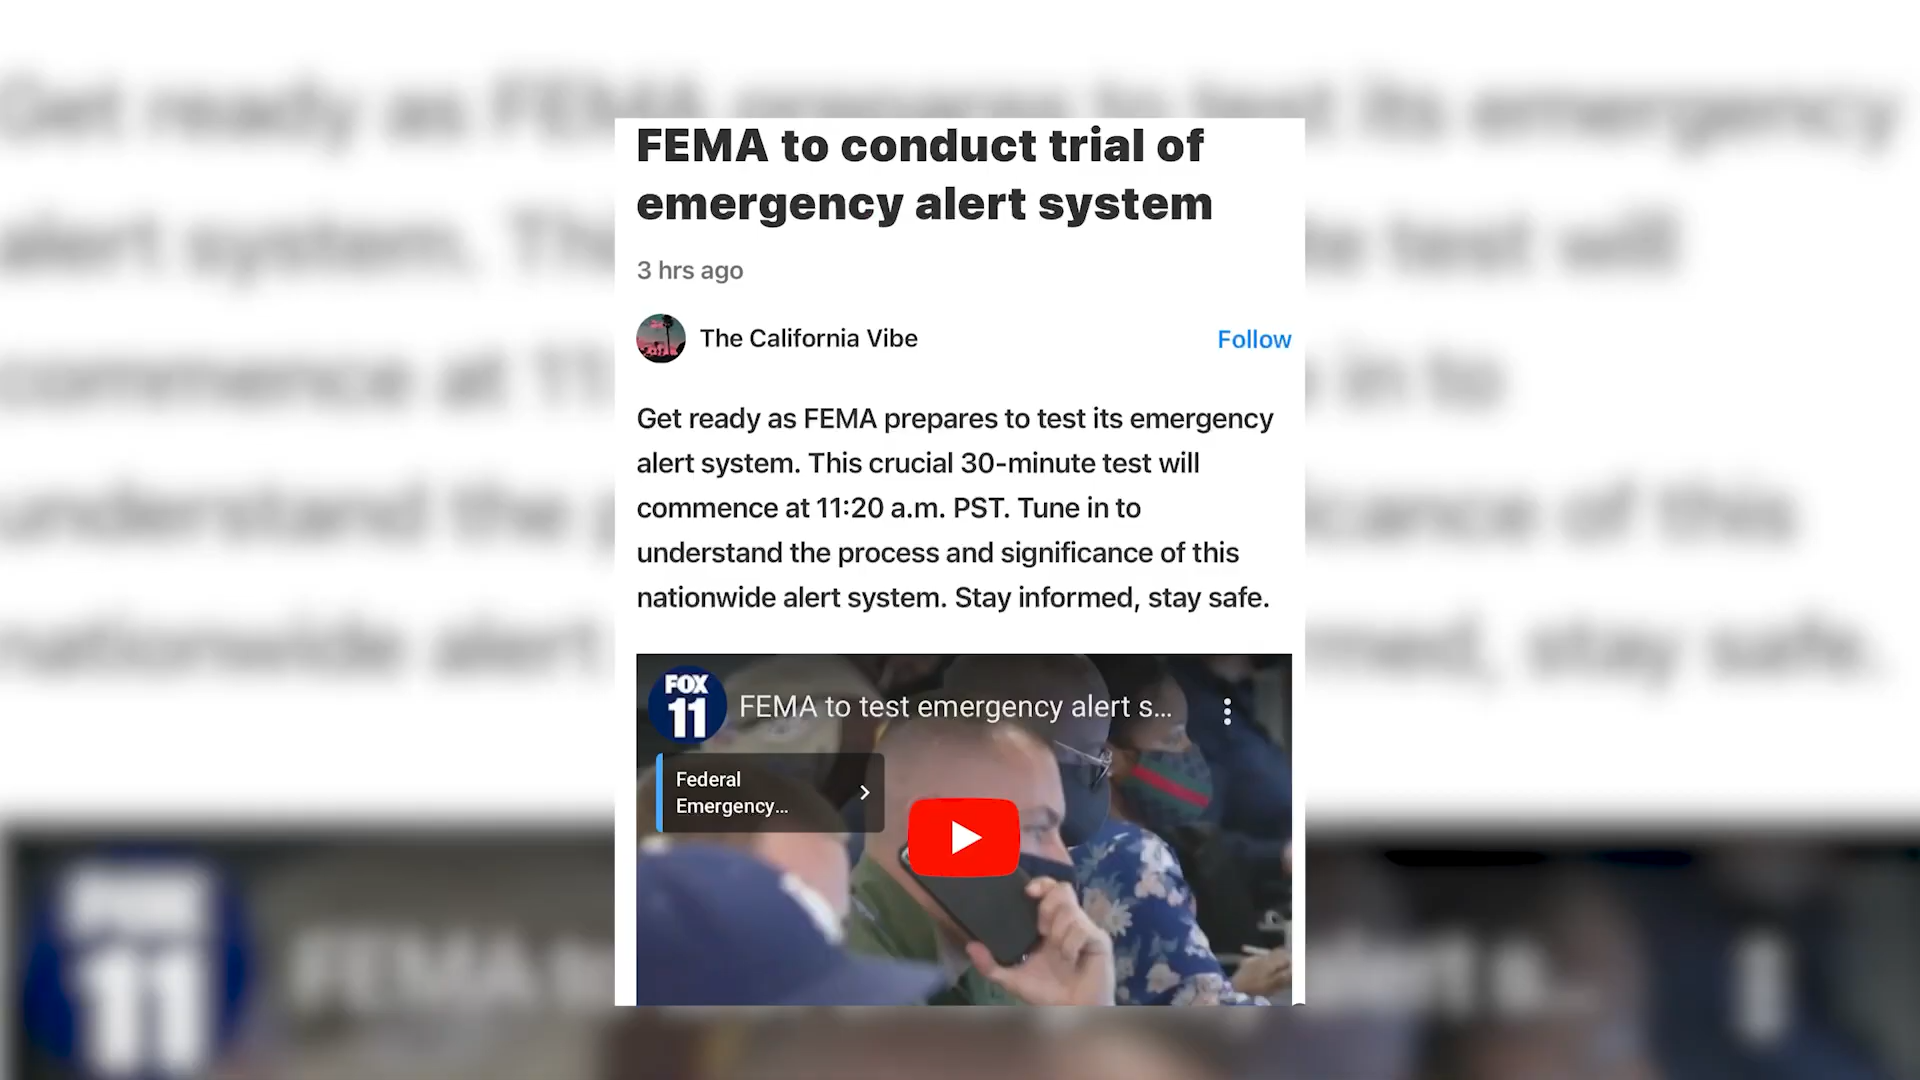 FEMA to conduct trial of
emergency alert system
3 hrs ago
The California Vibe
Follow
Get ready as FEMA prepares to test its emergency
alert system. This crucial 30-minute test will
commence at 11:20 a.m. PST. Tune in to
understand the process and significance of this
nationwide alert system. Stay informed, stay safe.
FOX
11
FEMA to test emergency alert s...
Federal
Emergency...